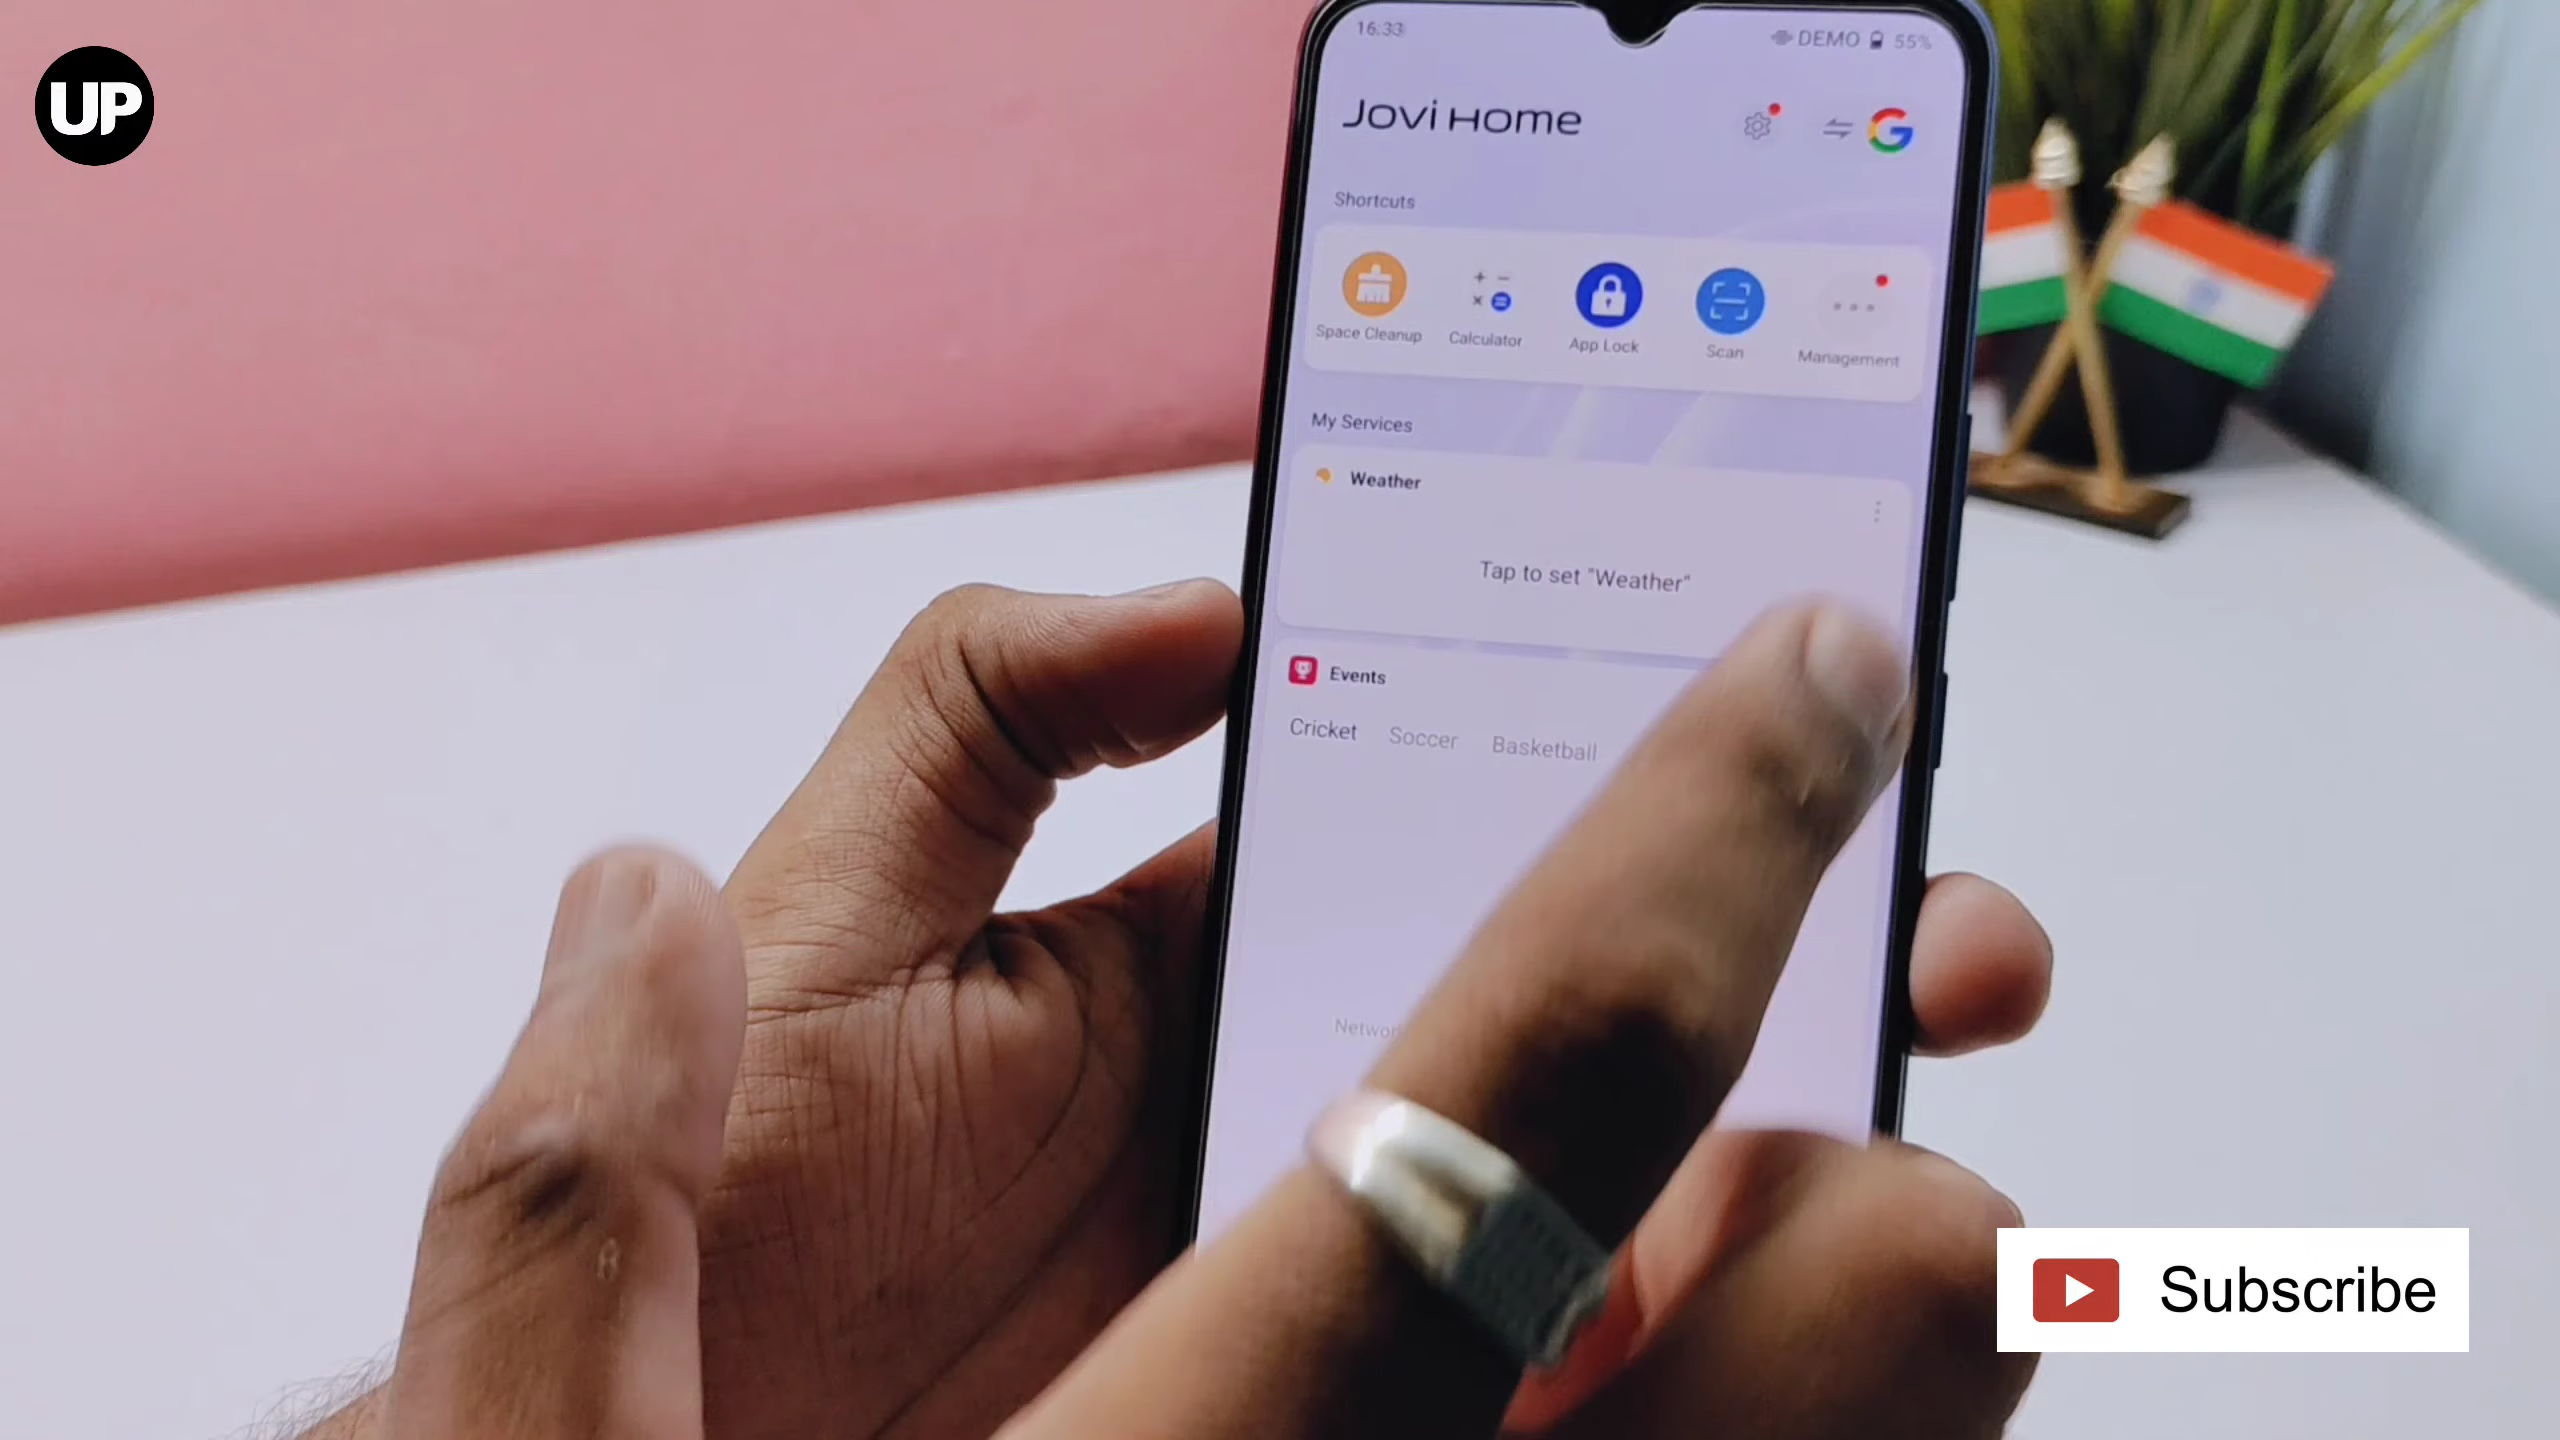 UP
16:33
DEMO 55%
Jovi Home
Shortcuts
Space Cleanup
Calculator
App Lock
Scan
Management
My Services
Weather
Tap to set "Weather"
Events
Cricket Soccer Basketball
Subscribe